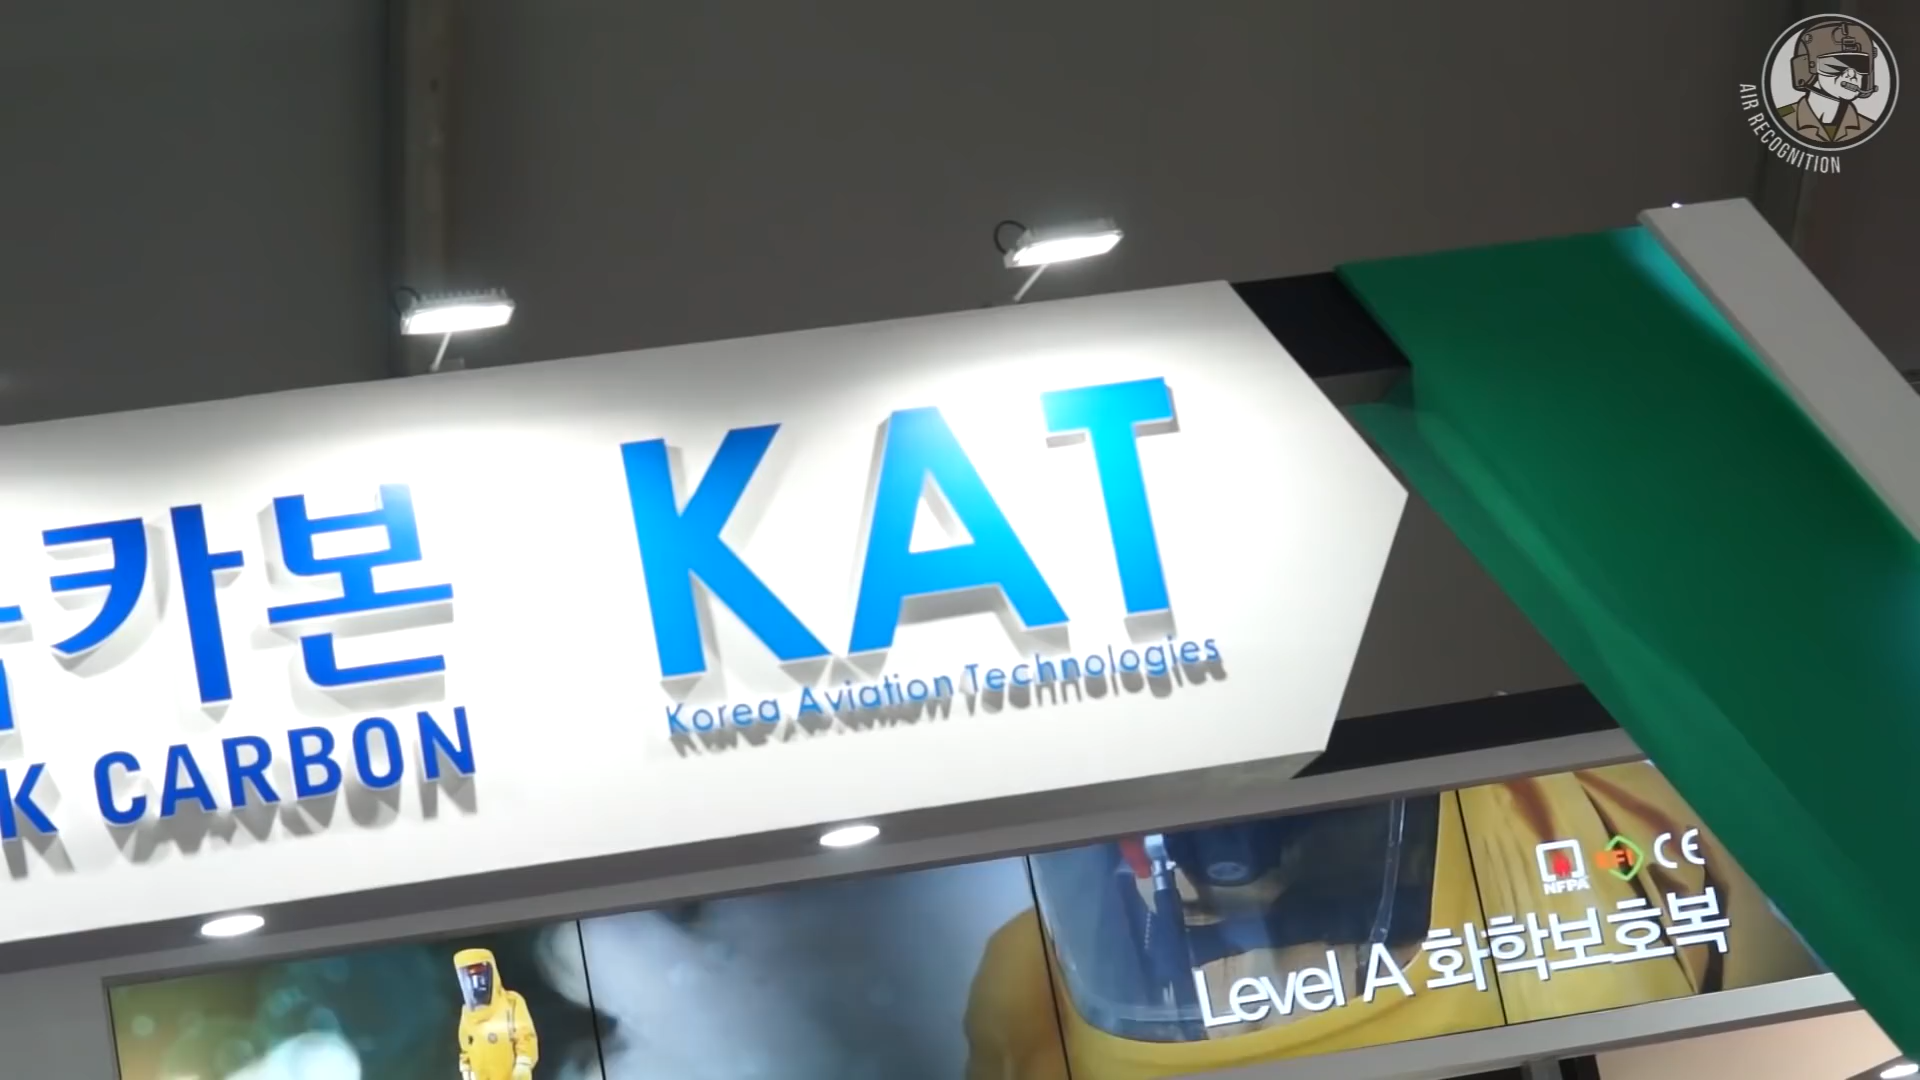 AIR RECOGNITION
카본
CARBON
KAT
Korea Aviation Technologies
NFPA
CE
Level A 화학보호복